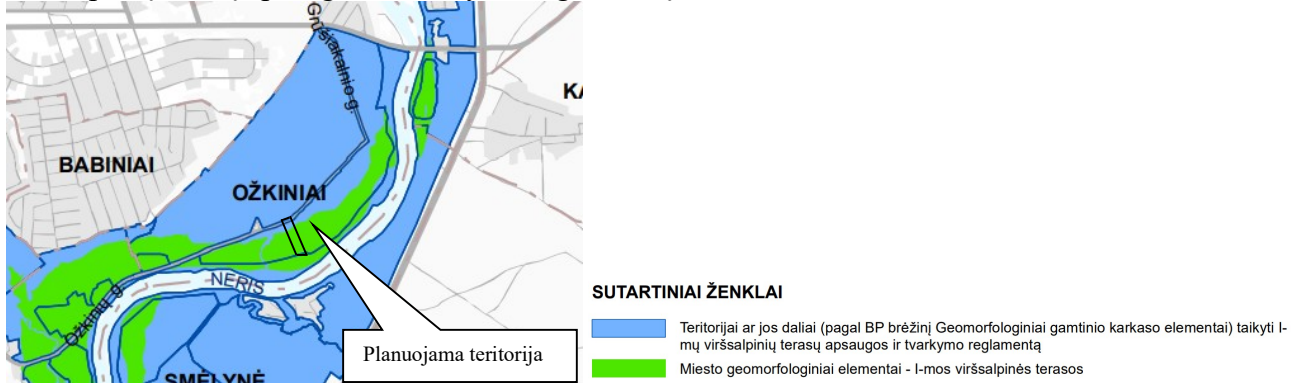 Grušiakalnio g.
KA
BABINIAI
OŽKINIAI
NERIS
Ožkinių g.
SMĖLYNĖ
Planuojama teritorija
SUTARTINIAI ŽENKLAI
Teritorijai ar jos daliai (pagal BP brėžinį Geomorfologiniai gamtinio karkaso elementai) taikyti I-
mų viršsalpinių terasų apsaugos ir tvarkymo reglamentą
Miesto geomorfologiniai elementai - I-mos viršsalpinės terasos